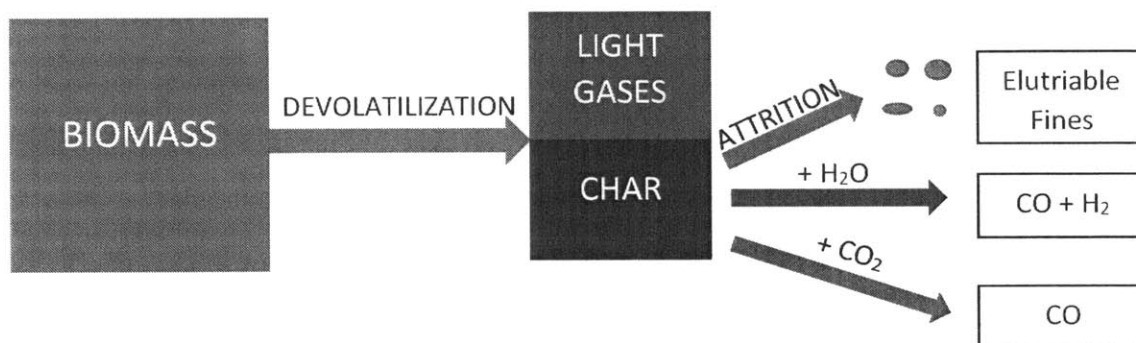 BIOMASS
DEVOLATILIZATION
LIGHT
GASES
CHAR
ATTRITION
Elutriable
Fines
+ H₂O
CO + H₂
+ CO₂
CO